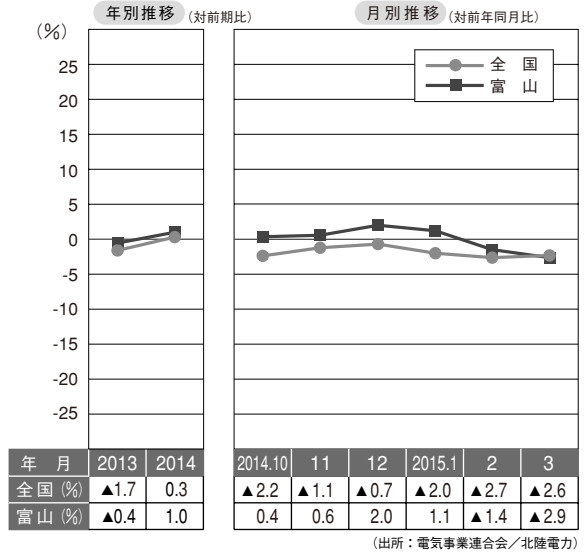 年別推移 (対前期比) 月別推移 (対前年同月比)
(%)
全 国
富 山
25
20
15
10
5
0
-5
-10
-15
-20
-25
年 月 2013 2014 2014.10 11 12 2015.1 2 3
全国(%) ▲1.7 0.3 ▲2.2 ▲1.1 ▲0.7 ▲2.0 ▲2.7 ▲2.6
富山(%) ▲0.4 1.0 0.4 0.6 2.0 1.1 ▲1.4 ▲2.9
(出所:電気事業連合会/北陸電力)